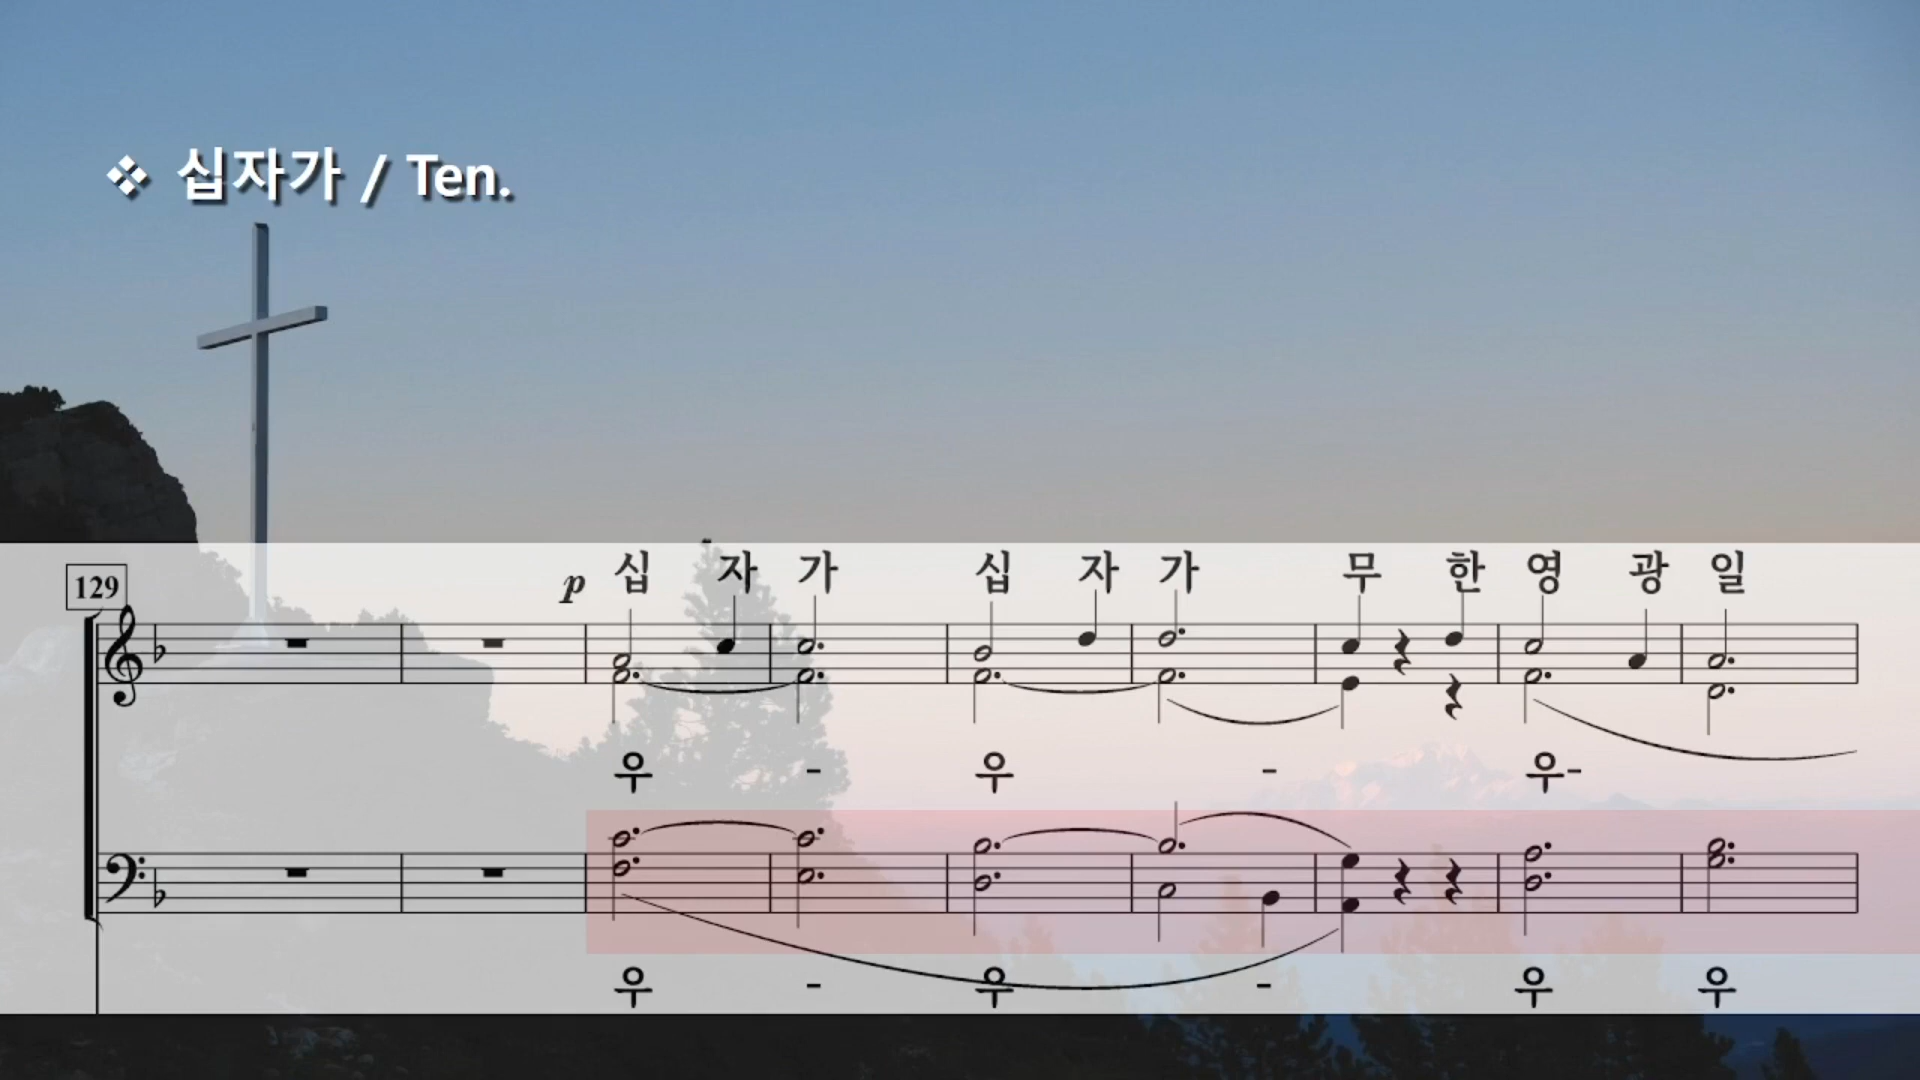 ❖ 십자가 / Ten.
129
p 십 자 가 십 자 가 무 한 영 광 일
우 - 우 - 우-
우 - 우 - 우 우